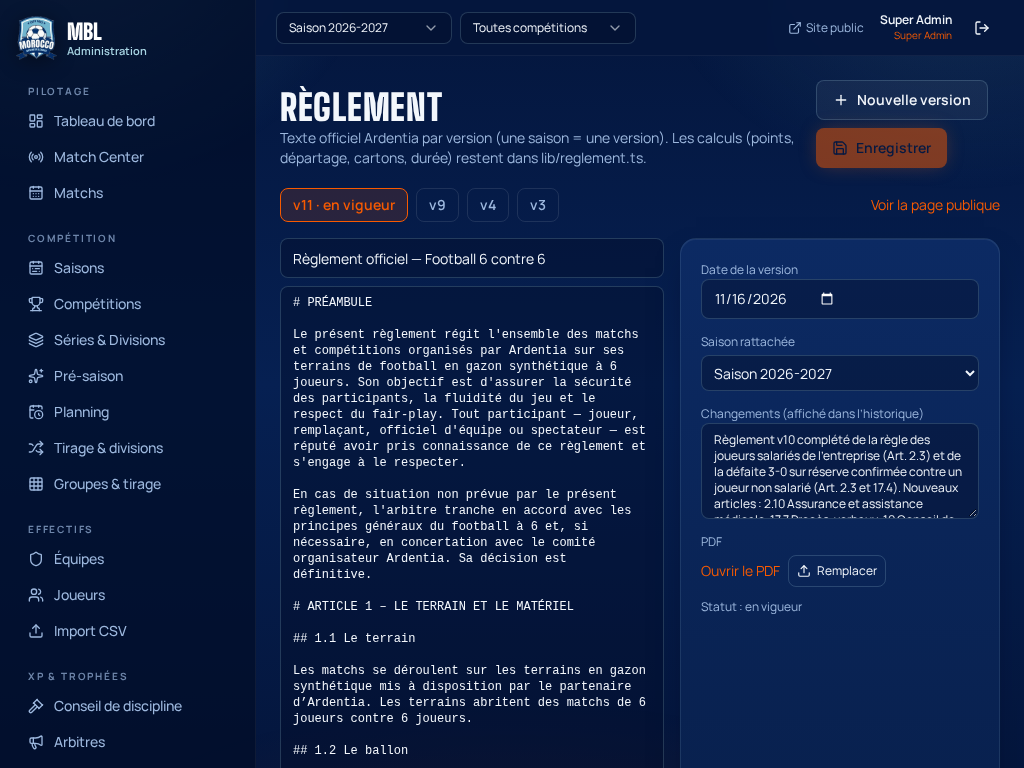 MBL
Administration
MOROCCO
PILOTAGE
Tableau de bord
Match Center
Matchs
COMPÉTITION
Saisons
Compétitions
Séries & Divisions
Pré-saison
Planning
Tirage & divisions
Groupes & tirage
EFFECTIFS
Équipes
Joueurs
Import CSV
XP & TROPHÉES
Conseil de discipline
Arbitres
Saison 2026-2027
Toutes compétitions
Site public
Super Admin
Super Admin
RÈGLEMENT
Texte officiel Ardentia par version (une saison = une version). Les calculs (points,
départage, cartons, durée) restent dans lib/reglement.ts.
Nouvelle version
Enregistrer
v11 · en vigueur
v9
v4
v3
Voir la page publique
Règlement officiel — Football 6 contre 6
# PRÉAMBULE
Le présent règlement régit l'ensemble des matchs
et compétitions organisés par Ardentia sur ses
terrains de football en gazon synthétique à 6
joueurs. Son objectif est d'assurer la sécurité
des participants, la fluidité du jeu et le
respect du fair-play. Tout participant — joueur,
remplaçant, officiel d'équipe ou spectateur — est
réputé avoir pris connaissance de ce règlement et
s'engage à le respecter.
En cas de situation non prévue par le présent
règlement, l'arbitre tranche en accord avec les
principes généraux du football à 6 et, si
nécessaire, en concertation avec le comité
organisateur Ardentia. Sa décision est
définitive.
# ARTICLE 1 – LE TERRAIN ET LE MATÉRIEL
## 1.1 Le terrain
Les matchs se déroulent sur les terrains en gazon
synthétique mis à disposition par le partenaire
d’Ardentia. Les terrains abritent des matchs de 6
joueurs contre 6 joueurs.
## 1.2 Le ballon
Date de la version
11/16/2026
Saison rattachée
Saison 2026-2027
Changements (affiché dans l'historique)
Règlement v10 complété de la règle des
joueurs salariés de l'entreprise (Art. 2.3) et de
la défaite 3-0 sur réserve confirmée contre un
joueur non salarié (Art. 2.3 et 17.4). Nouveaux
articles : 2.10 Assurance et assistance
PDF
Ouvrir le PDF
Remplacer
Statut : en vigueur